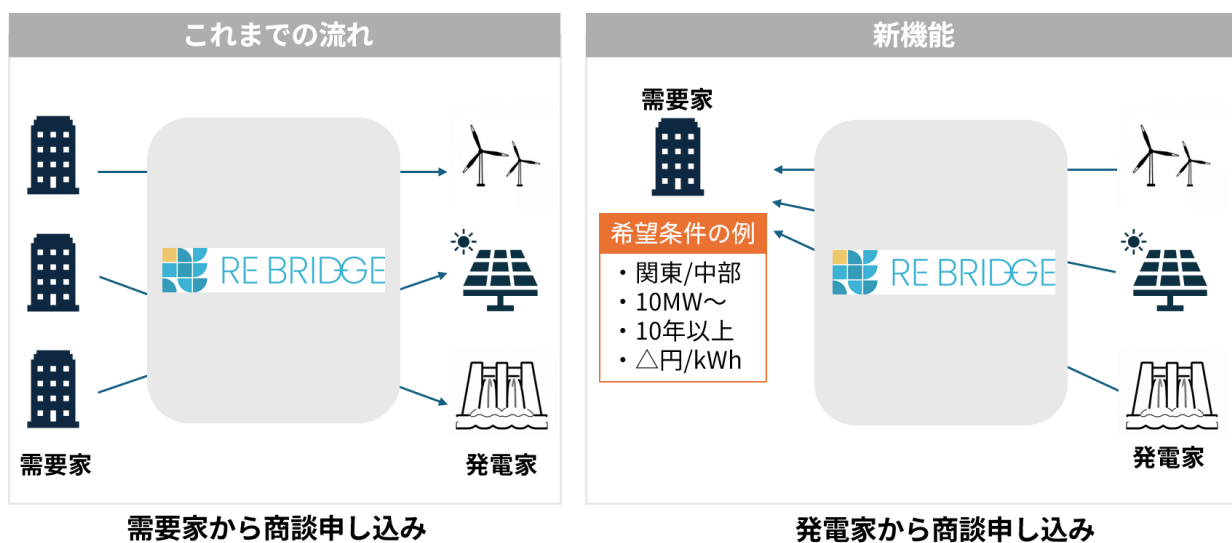 これまでの流れ
RE BRIDGE
需要家
発電家
需要家から商談申し込み
新機能
需要家
希望条件の例
・関東/中部
・10MW～
・10年以上
・△円/kWh
RE BRIDGE
発電家
発電家から商談申し込み